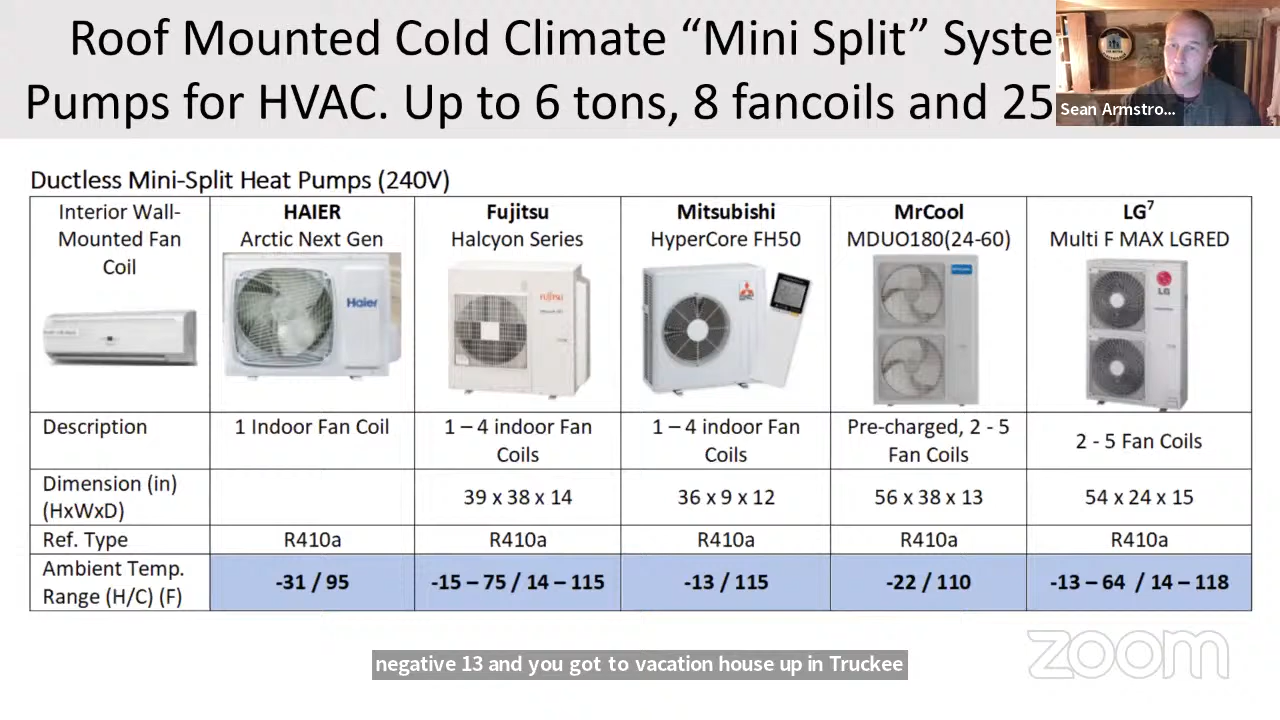 Roof Mounted Cold Climate “Mini Split” Syste
Pumps for HVAC. Up to 6 tons, 8 fancoils and 25
Sean Armstro...
Ductless Mini-Split Heat Pumps (240V)
Interior Wall-
Mounted Fan
Coil
HAIER
Arctic Next Gen
Haier
Fujitsu
Halcyon Series
FUJITSU
Mitsubishi
HyperCore FH50
MrCool
MDUO180(24-60)
LG7
Multi F MAX LGRED
LG
Description
1 Indoor Fan Coil
1 – 4 indoor Fan
Coils
1 – 4 indoor Fan
Coils
Pre-charged, 2 - 5
Fan Coils
2 - 5 Fan Coils
Dimension (in)
(HxWxD)
39 x 38 x 14
36 x 9 x 12
56 x 38 x 13
54 x 24 x 15
Ref. Type
R410a
R410a
R410a
R410a
R410a
Ambient Temp.
Range (H/C) (F)
-31 / 95
-15 – 75 / 14 – 115
-13 / 115
-22 / 110
-13 – 64 / 14 – 118
negative 13 and you got to vacation house up in Truckee
zoom